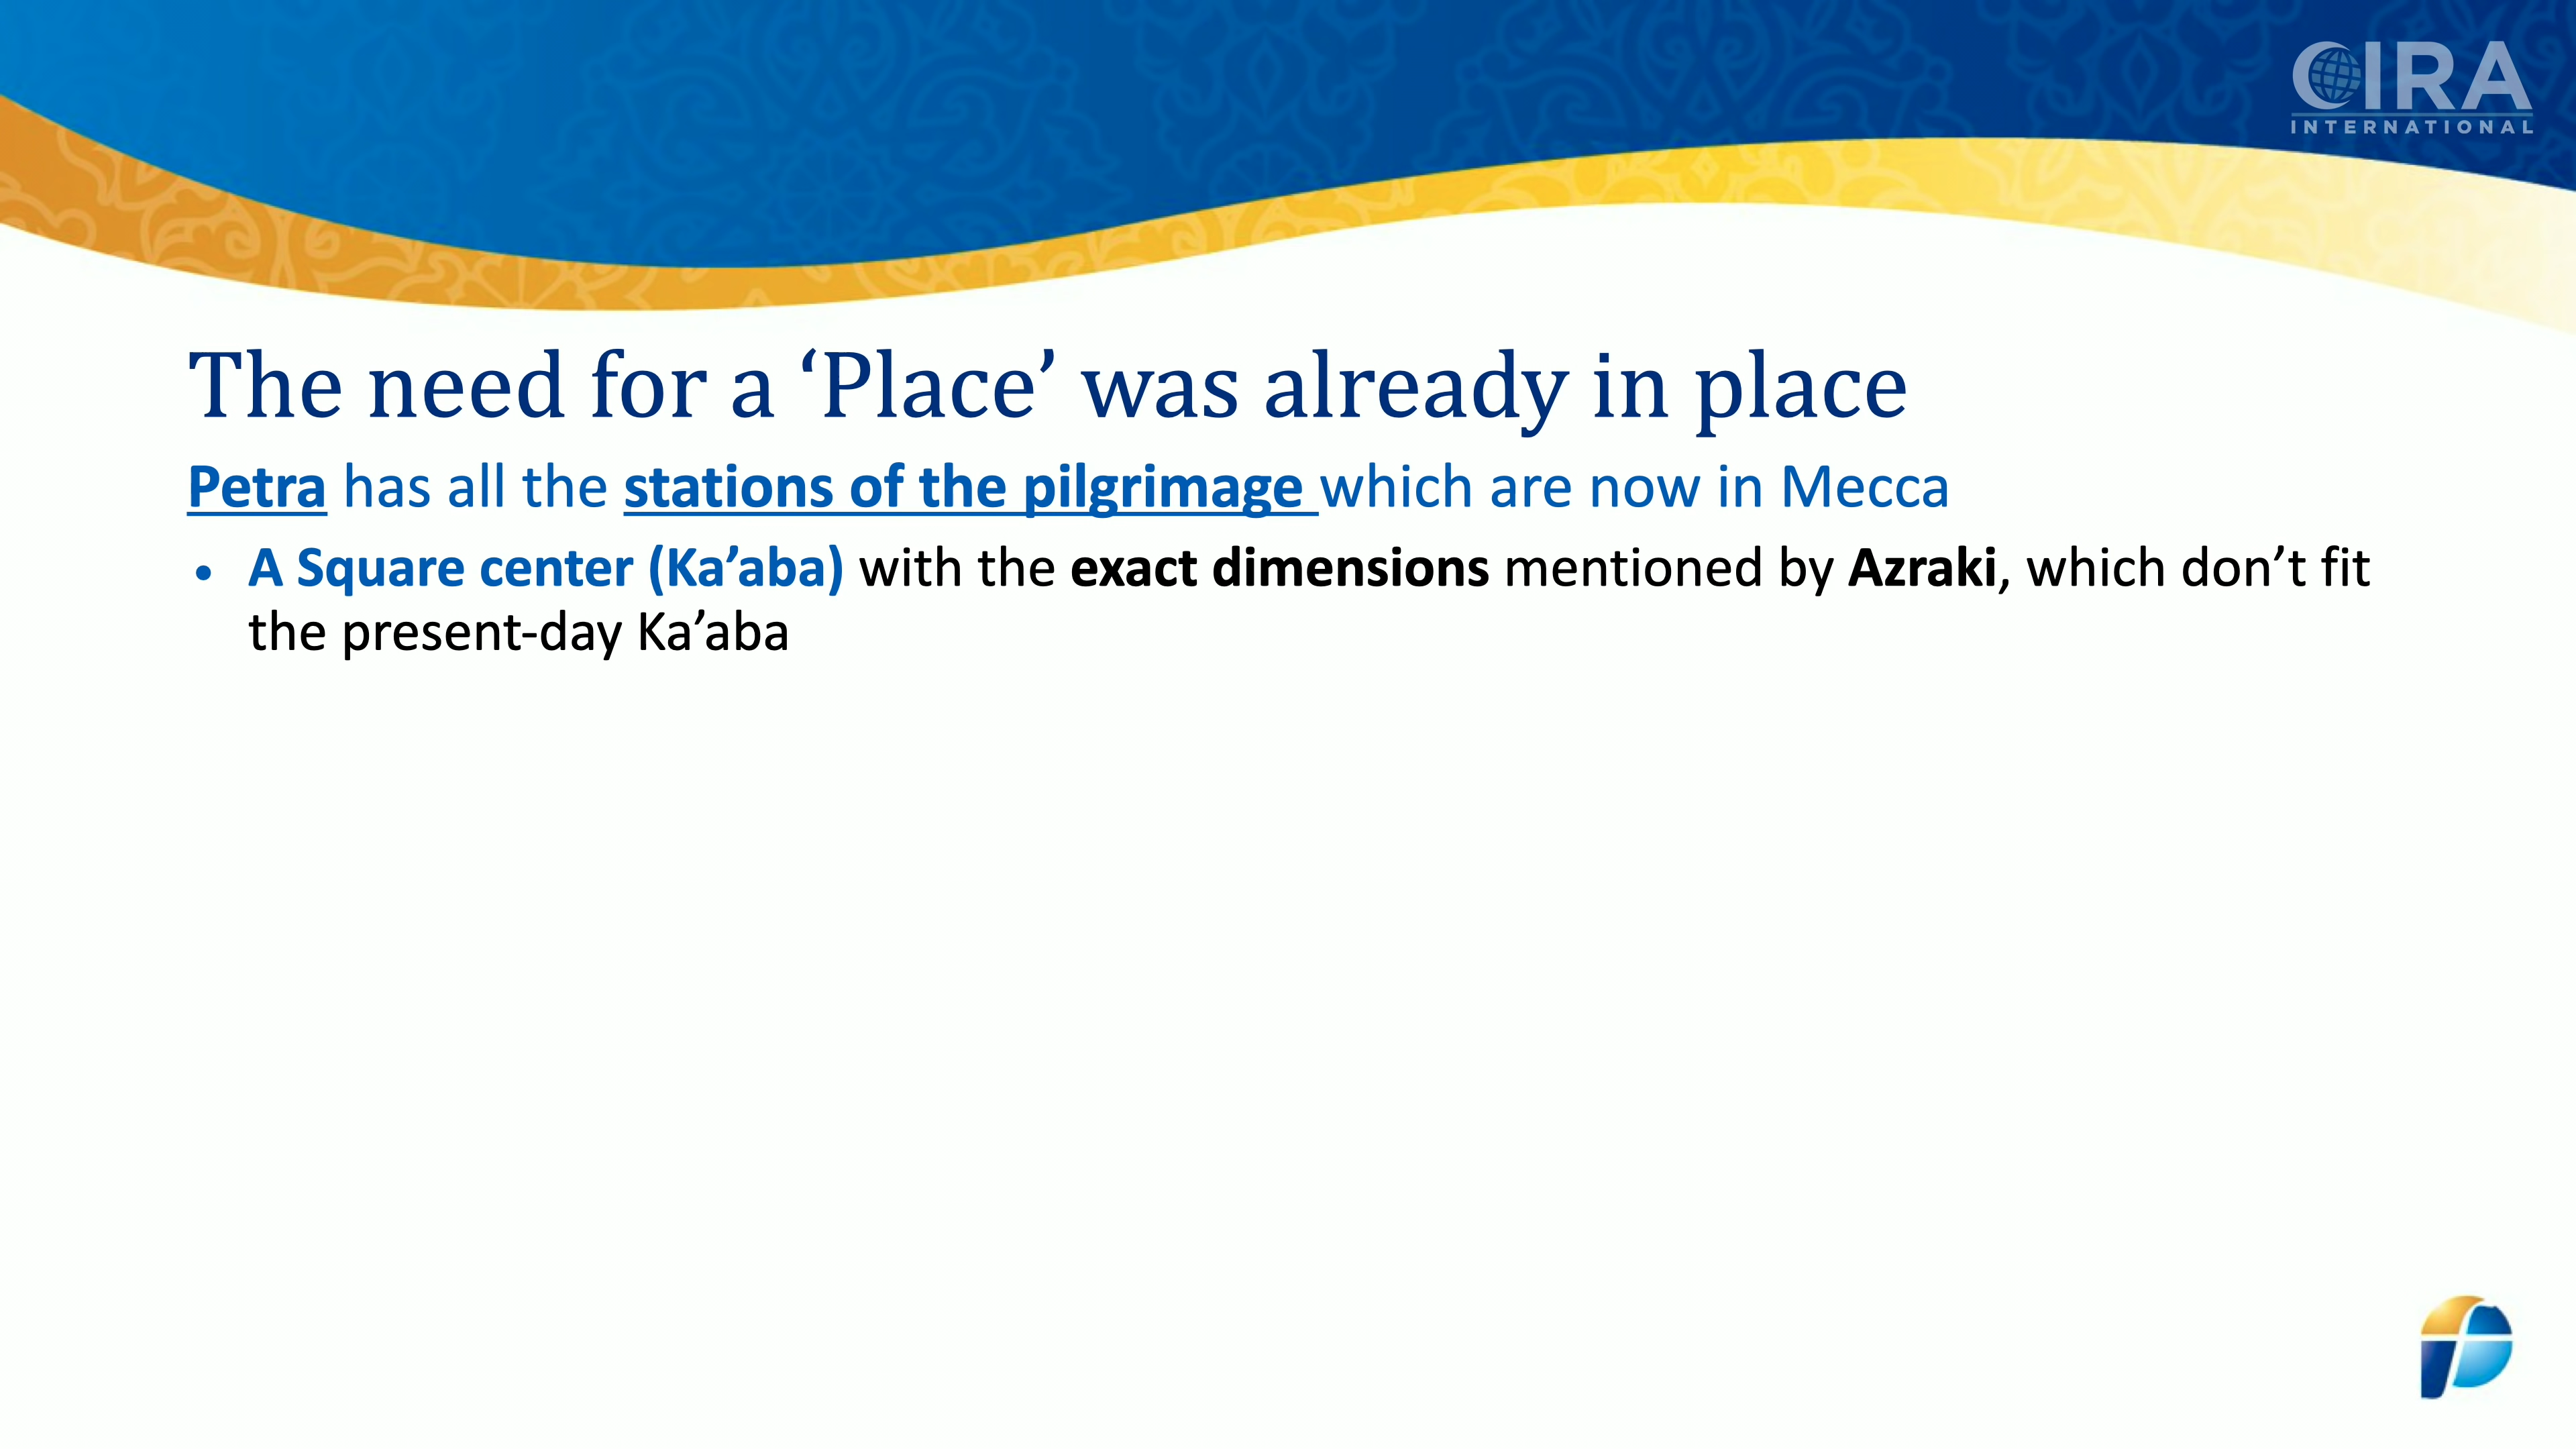 CIRA
INTERNATIONAL
The need for a ‘Place’ was already in place
Petra has all the stations of the pilgrimage which are now in Mecca
• A Square center (Ka’aba) with the exact dimensions mentioned by Azraki, which don’t fit
the present-day Ka’aba